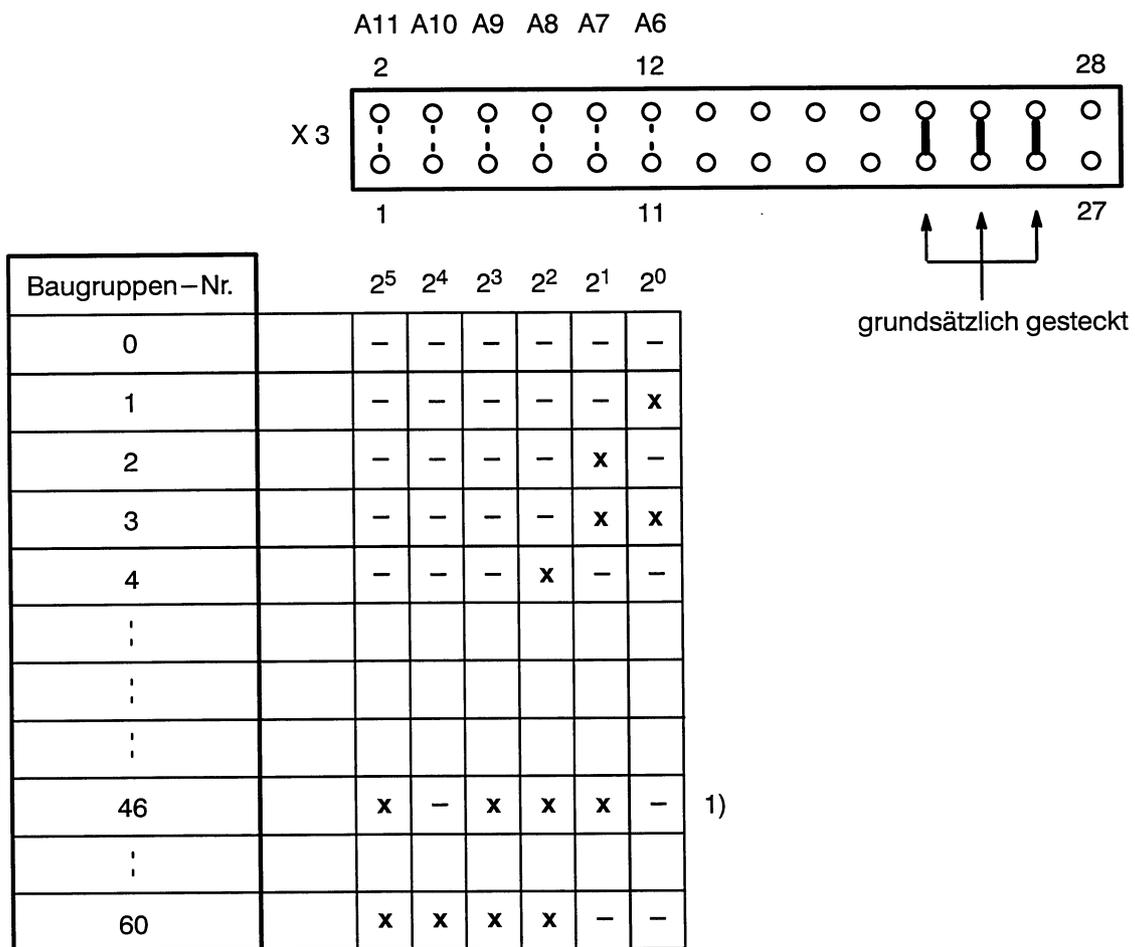 A11 A10 A9 A8 A7 A6
2 12 28
X 3
1 11 27
grundsätzlich gesteckt
Baugruppen–Nr. 2⁵ 2⁴ 2³ 2² 2¹ 2⁰
0 – – – – – –
1 – – – – – x
2 – – – – x –
3 – – – – x x
4 – – – x – –
46 x – x x x – 1)
60 x x x x – –